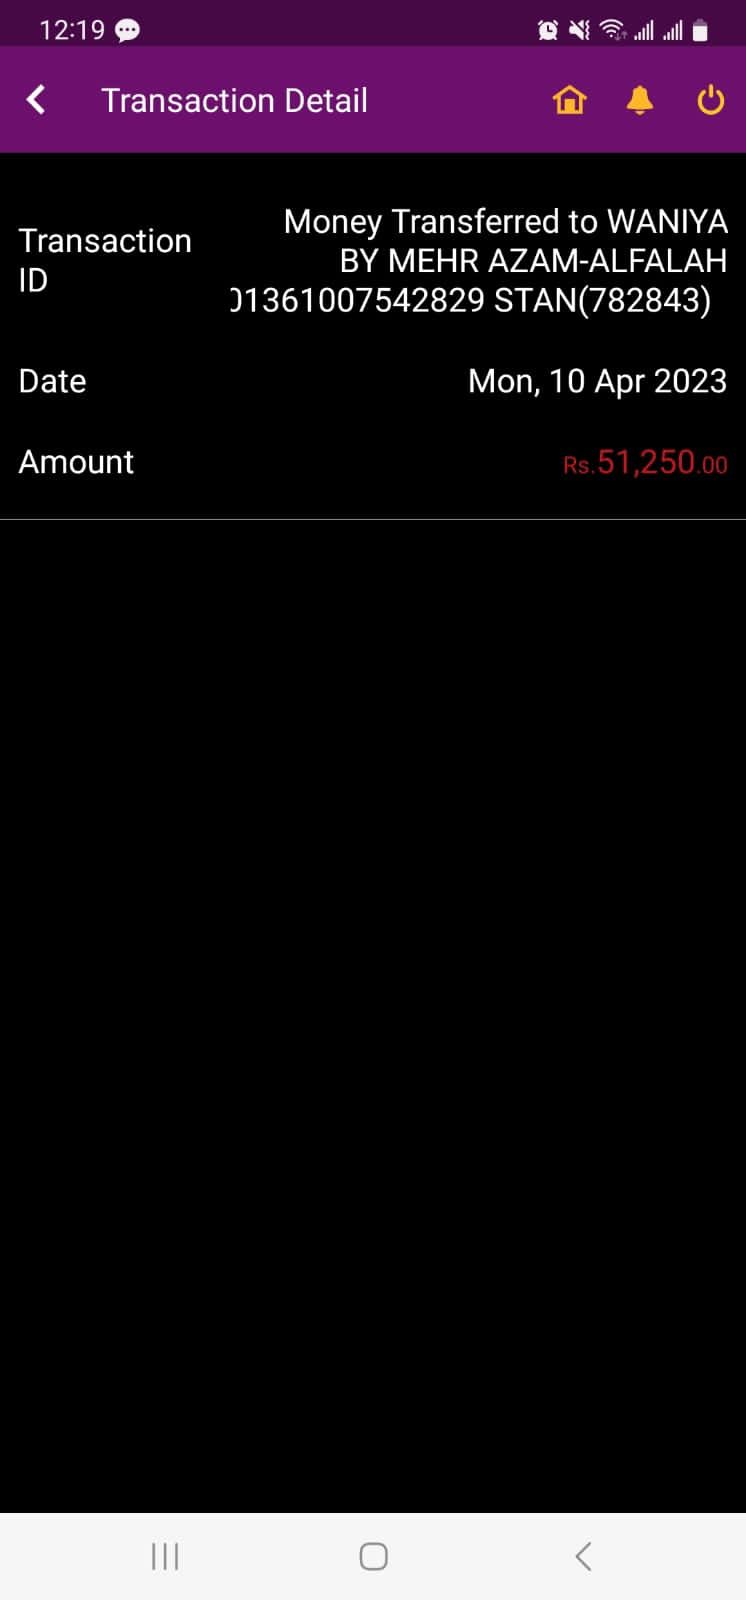 12:19
Transaction Detail
Transaction
ID
Money Transferred to WANIYA
BY MEHR AZAM-ALFALAH
01361007542829 STAN(782843)
Date
Mon, 10 Apr 2023
Amount
Rs.51,250.00